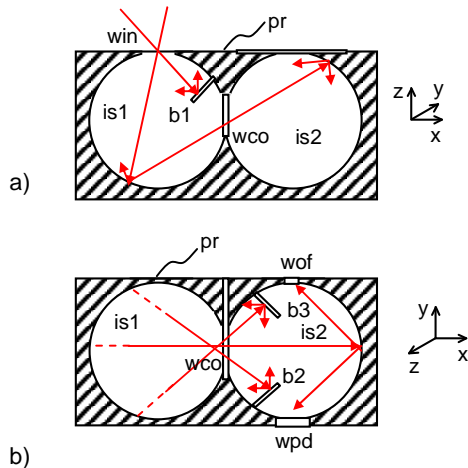 win
pr
is1
b1
wco
is2
z
y
x
a)
pr
wof
is1
b3
is2
wco
b2
y
x
z
wpd
b)